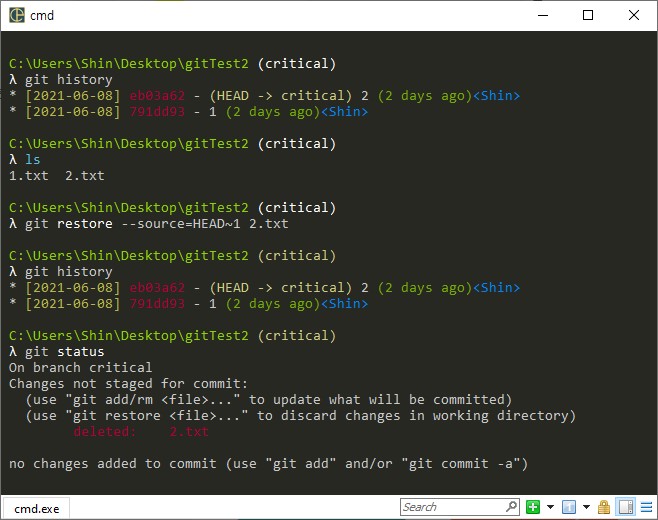 cmd
C:\Users\Shin\Desktop\gitTest2 (critical)
λ git history
* [2021-06-08] eb03a62 - (HEAD -> critical) 2 (2 days ago)<Shin>
* [2021-06-08] 791dd93 - 1 (2 days ago)<Shin>
C:\Users\Shin\Desktop\gitTest2 (critical)
λ ls
1.txt  2.txt
C:\Users\Shin\Desktop\gitTest2 (critical)
λ git restore --source=HEAD~1 2.txt
C:\Users\Shin\Desktop\gitTest2 (critical)
λ git history
* [2021-06-08] eb03a62 - (HEAD -> critical) 2 (2 days ago)<Shin>
* [2021-06-08] 791dd93 - 1 (2 days ago)<Shin>
C:\Users\Shin\Desktop\gitTest2 (critical)
λ git status
On branch critical
Changes not staged for commit:
  (use "git add/rm <file>..." to update what will be committed)
  (use "git restore <file>..." to discard changes in working directory)
        deleted:    2.txt
no changes added to commit (use "git add" and/or "git commit -a")
cmd.exe
Search